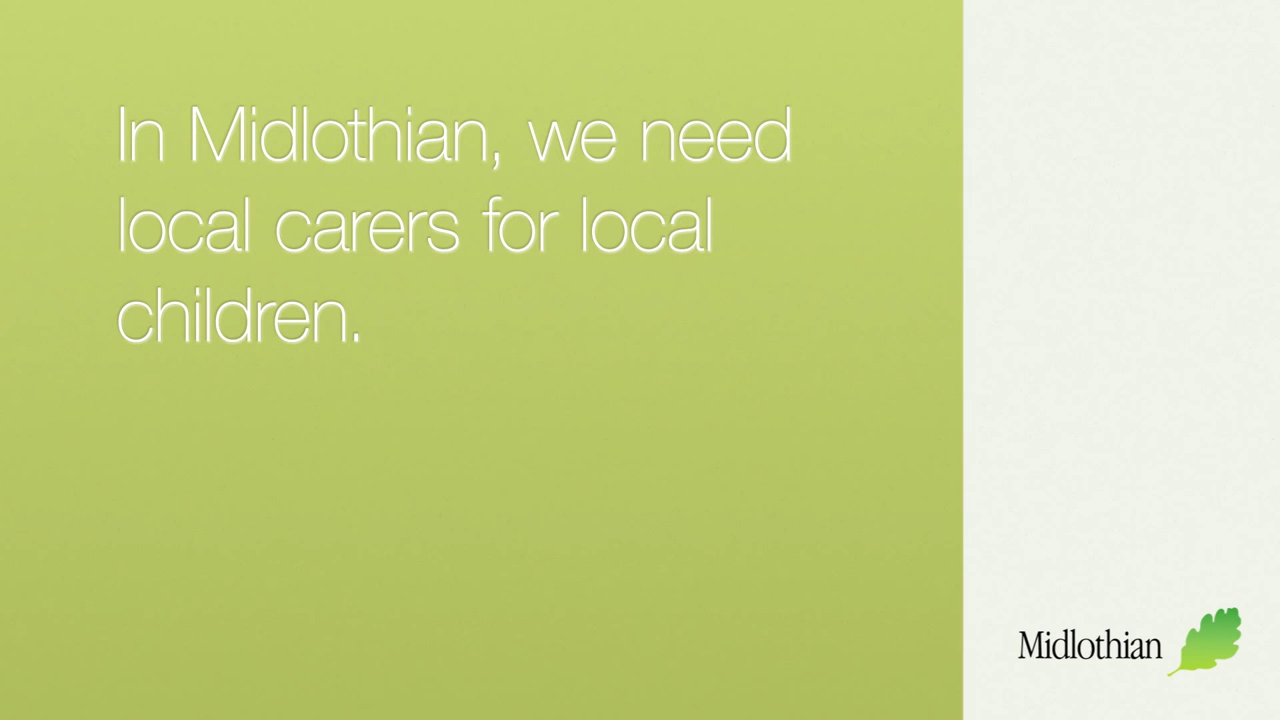 In Midlothian, we need
local carers for local
children.
Midlothian